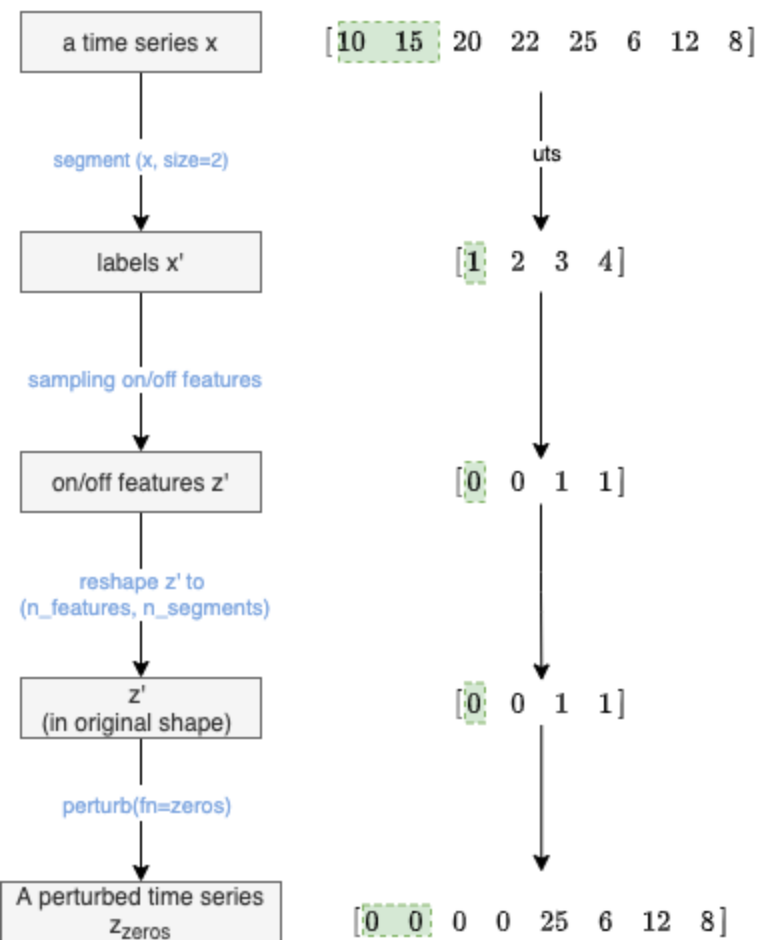 a time series x
[10 15 20 22 25 6 12 8]
segment (x, size=2)
uts
labels x'
[1 2 3 4]
sampling on/off features
on/off features z'
[0 0 1 1]
reshape z' to
(n_features, n_segments)
z'
(in original shape)
[0 0 1 1]
perturb(fn=zeros)
A perturbed time series
z_zeros
[0 0 0 0 25 6 12 8]